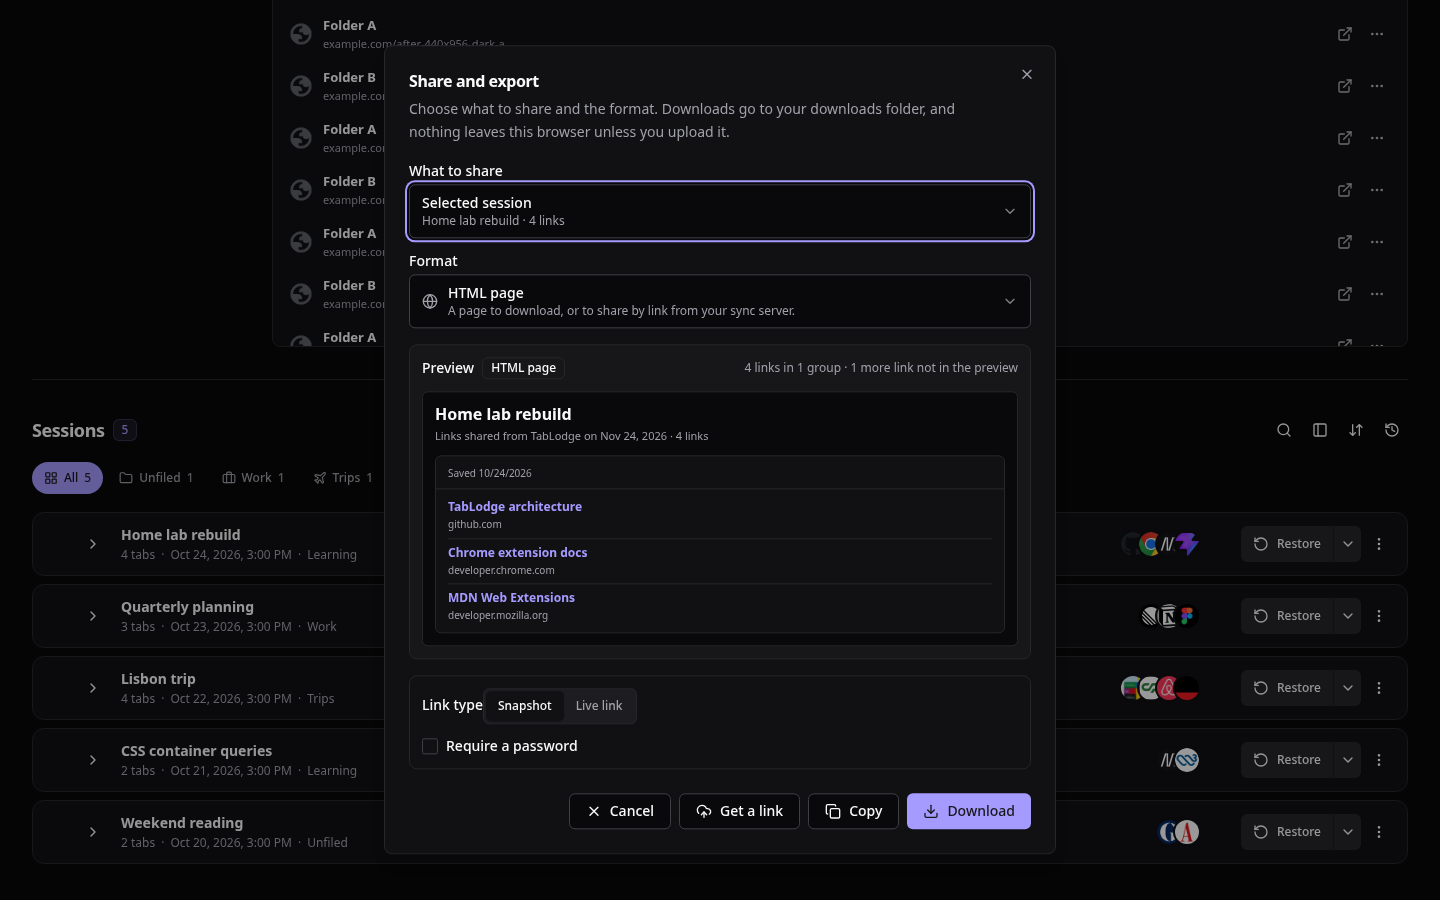 Folder A
example.com/after-440x956-dark-a
Folder B
example.co
Folder A
example.co
Folder B
example.co
Folder A
example.co
Folder B
example.co
Folder A
Share and export
Choose what to share and the format. Downloads go to your downloads folder, and
nothing leaves this browser unless you upload it.
What to share
Selected session
Home lab rebuild · 4 links
Format
HTML page
A page to download, or to share by link from your sync server.
Preview HTML page 4 links in 1 group · 1 more link not in the preview
Home lab rebuild
Links shared from TabLodge on Nov 24, 2026 · 4 links
Saved 10/24/2026
TabLodge architecture
github.com
Chrome extension docs
developer.chrome.com
MDN Web Extensions
developer.mozilla.org
Link type Snapshot Live link
Require a password
Cancel Get a link Copy Download
Sessions 5
All 5 Unfiled 1 Work 1 Trips 1
Home lab rebuild
4 tabs · Oct 24, 2026, 3:00 PM · Learning
Restore
Quarterly planning
3 tabs · Oct 23, 2026, 3:00 PM · Work
Restore
Lisbon trip
4 tabs · Oct 22, 2026, 3:00 PM · Trips
Restore
CSS container queries
2 tabs · Oct 21, 2026, 3:00 PM · Learning
Restore
Weekend reading
2 tabs · Oct 20, 2026, 3:00 PM · Unfiled
Restore